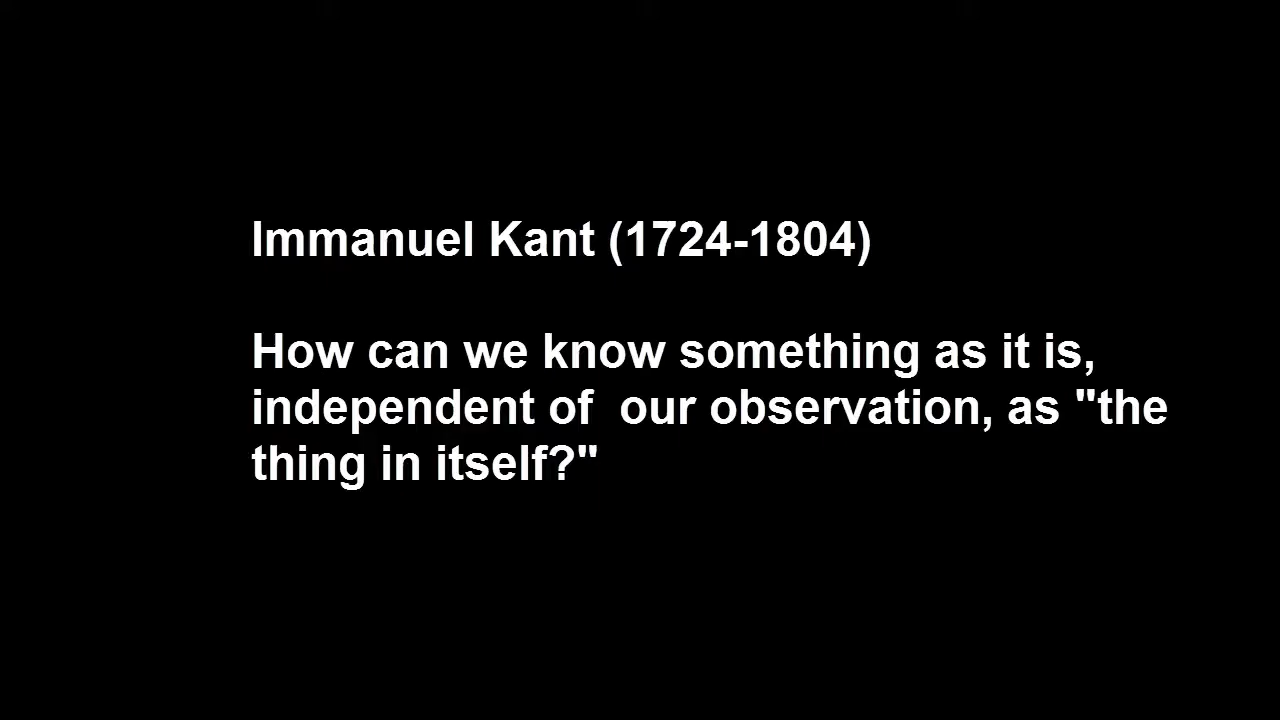 Immanuel Kant (1724-1804)
How can we know something as it is,
independent of  our observation, as "the
thing in itself?"